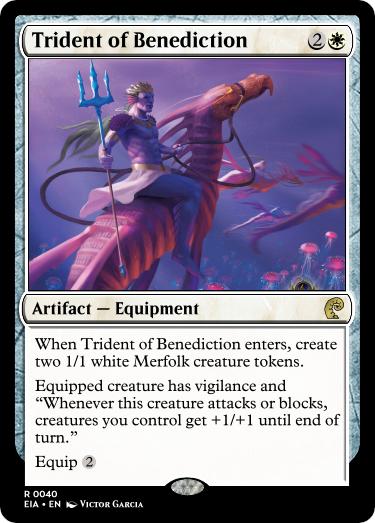 Trident of Benediction 2
Artifact — Equipment
When Trident of Benediction enters, create
two 1/1 white Merfolk creature tokens.
Equipped creature has vigilance and
“Whenever this creature attacks or blocks,
creatures you control get +1/+1 until end of
turn.”
Equip 2
R 0040
EIA • EN Victor Garcia